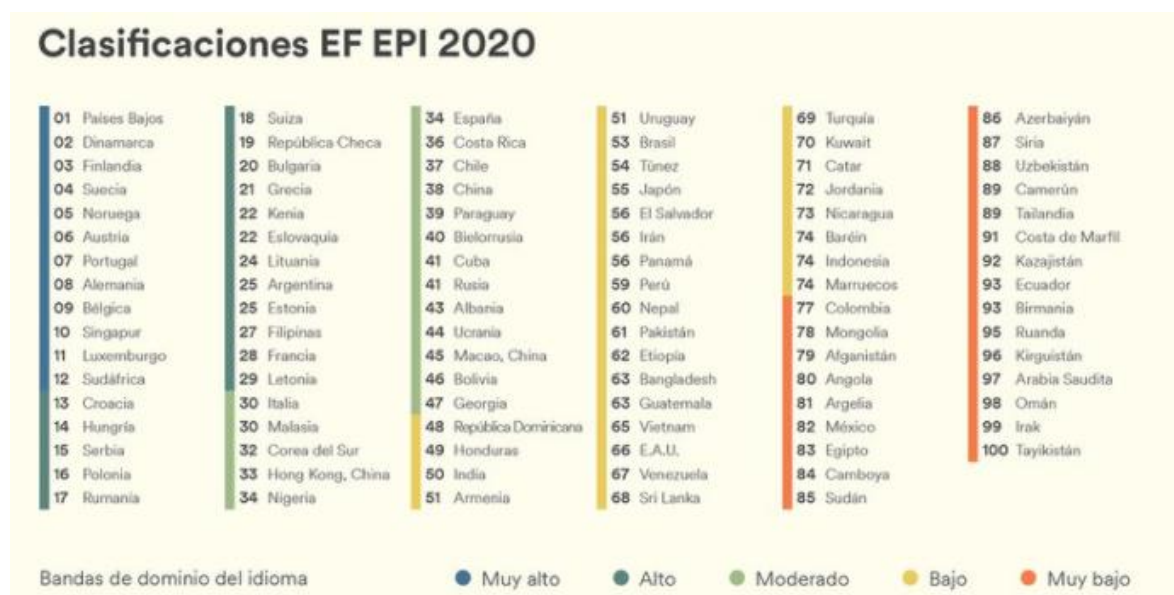 Clasificaciones EF EPI 2020
01 Países Bajos
02 Dinamarca
03 Finlandia
04 Suecia
05 Noruega
06 Austria
07 Portugal
08 Alemania
09 Bélgica
10 Singapur
11 Luxemburgo
12 Sudáfrica
13 Croacia
14 Hungría
15 Serbia
16 Polonia
17 Rumanía
18 Suiza
19 República Checa
20 Bulgaria
21 Grecia
22 Kenia
22 Eslovaquia
24 Lituania
25 Argentina
25 Estonia
27 Filipinas
28 Francia
29 Letonia
30 Italia
30 Malasia
32 Corea del Sur
33 Hong Kong, China
34 Nigeria
34 España
36 Costa Rica
37 Chile
38 China
39 Paraguay
40 Bielorrusia
41 Cuba
41 Rusia
43 Albania
44 Ucrania
45 Macao, China
46 Bolivia
47 Georgia
48 República Dominicana
49 Honduras
50 India
51 Armenia
51 Uruguay
53 Brasil
54 Túnez
55 Japón
56 El Salvador
56 Irán
56 Panamá
59 Perú
60 Nepal
61 Pakistán
62 Etiopía
63 Bangladesh
63 Guatemala
65 Vietnam
66 E.A.U.
67 Venezuela
68 Sri Lanka
69 Turquía
70 Kuwait
71 Catar
72 Jordania
73 Nicaragua
74 Baréin
74 Indonesia
74 Marruecos
77 Colombia
78 Mongolia
79 Afganistán
80 Angola
81 Argelia
82 México
83 Egipto
84 Camboya
85 Sudán
86 Azerbaiyán
87 Siria
88 Uzbekistán
89 Camerún
89 Tailandia
91 Costa de Marfil
92 Kazajistán
93 Ecuador
93 Birmania
95 Ruanda
96 Kirguistán
97 Arabia Saudita
98 Omán
99 Irak
100 Tayikistán
Bandas de dominio del idioma
Muy alto
Alto
Moderado
Bajo
Muy bajo